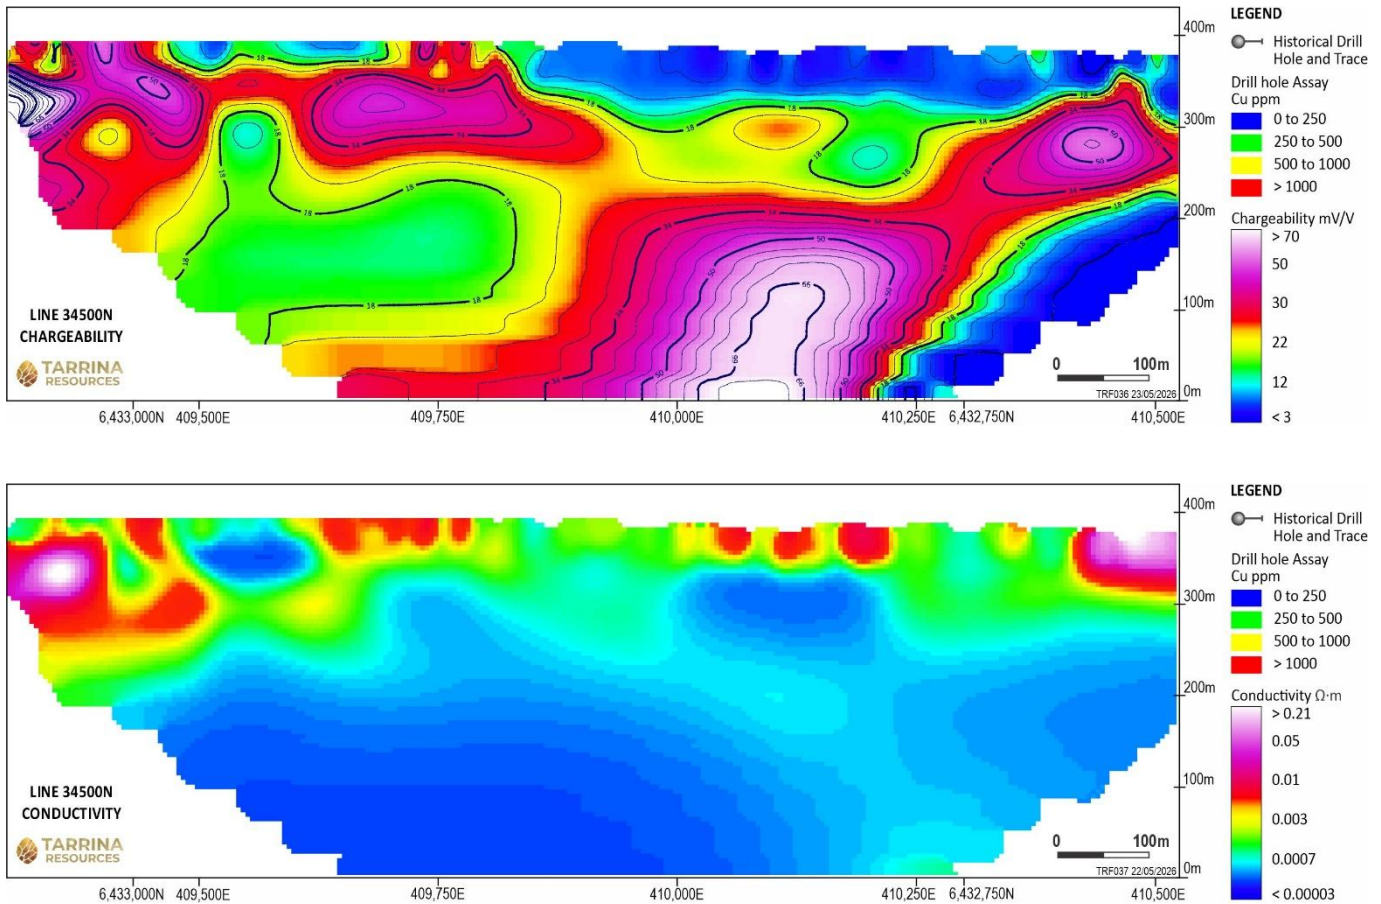 400m
300m
200m
100m
0m
LINE 34500N
CHARGEABILITY
TARRINA
RESOURCES
0 100m
TRF036 23/05/2026
6,433,000N 409,500E 409,750E 410,000E 410,250E 6,432,750N 410,500E
LEGEND
Historical Drill
Hole and Trace
Drill hole Assay
Cu ppm
0 to 250
250 to 500
500 to 1000
> 1000
Chargeability mV/V
> 70
50
30
22
12
< 3
400m
300m
200m
100m
0m
LINE 34500N
CONDUCTIVITY
TARRINA
RESOURCES
0 100m
TRF037 22/05/2026
6,433,000N 409,500E 409,750E 410,000E 410,250E 6,432,750N 410,500E
LEGEND
Historical Drill
Hole and Trace
Drill hole Assay
Cu ppm
0 to 250
250 to 500
500 to 1000
> 1000
Conductivity Ω·m
> 0.21
0.05
0.01
0.003
0.0007
< 0.00003